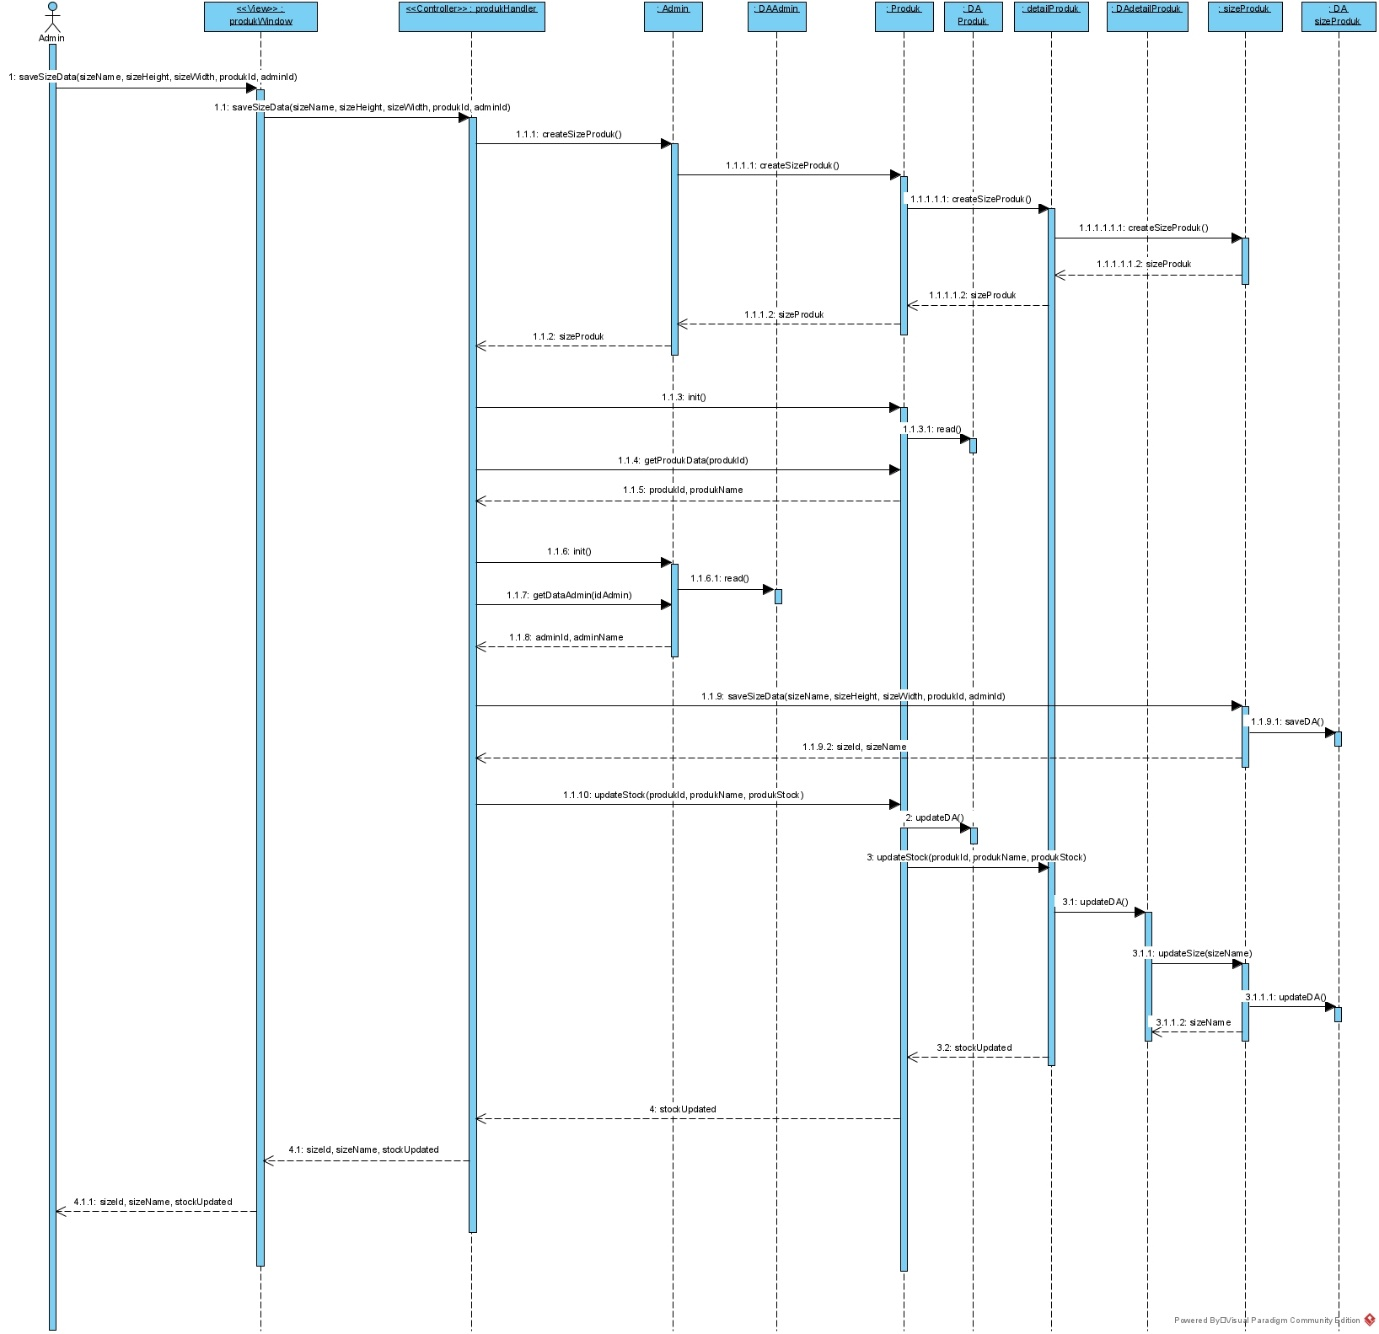 <<View>> :
produkWindow
<<Controller>> : produkHandler
: Admin
: DAAdmin
: Produk
: DA
Produk
: detailProduk
: DAdetailProduk
: sizeProduk
: DA
sizeProduk
Admin
1: saveSizeData(sizeName, sizeHeight, sizeWidth, produkId, adminId)
1.1: saveSizeData(sizeName, sizeHeight, sizeWidth, produkId, adminId)
1.1.1: createSizeProduk()
1.1.1.1: createSizeProduk()
1.1.1.1.1: createSizeProduk()
1.1.1.1.1.1: createSizeProduk()
1.1.1.1.1.2: sizeProduk
1.1.1.1.2: sizeProduk
1.1.1.2: sizeProduk
1.1.2: sizeProduk
1.1.3: init()
1.1.3.1: read()
1.1.4: getProdukData(produkId)
1.1.5: produkId, produkName
1.1.6: init()
1.1.6.1: read()
1.1.7: getDataAdmin(idAdmin)
1.1.8: adminId, adminName
1.1.9: saveSizeData(sizeName, sizeHeight, sizeWidth, produkId, adminId)
1.1.9.1: saveDA()
1.1.9.2: sizeId, sizeName
1.1.10: updateStock(produkId, produkName, produkStock)
2: updateDA()
3: updateStock(produkId, produkName, produkStock)
3.1: updateDA()
3.1.1: updateSize(sizeName)
3.1.1.1: updateDA()
3.1.1.2: sizeName
3.2: stockUpdated
4: stockUpdated
4.1: sizeId, sizeName, stockUpdated
4.1.1: sizeId, sizeName, stockUpdated
Powered By Visual Paradigm Community Edition